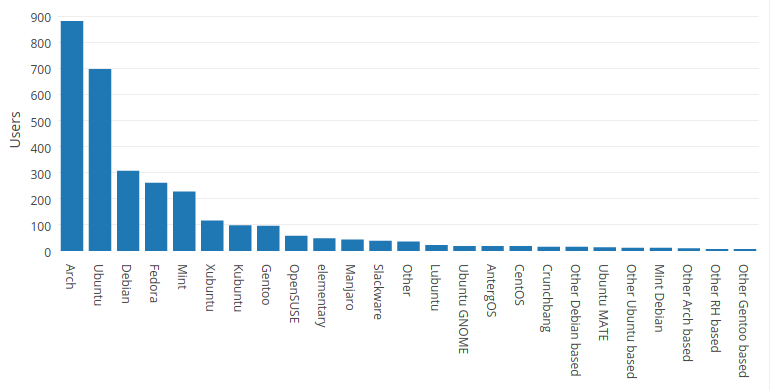 900
800
700
600
500
400
300
200
100
0
Users
Arch
Ubuntu
Debian
Fedora
Mint
Xubuntu
Kubuntu
Gentoo
OpenSUSE
elementary
Manjaro
Slackware
Other
Lubuntu
Ubuntu GNOME
AntergOS
CentOS
Crunchbang
Other Debian based
Ubuntu MATE
Other Ubuntu based
Mint Debian
Other Arch based
Other RH based
Other Gentoo based